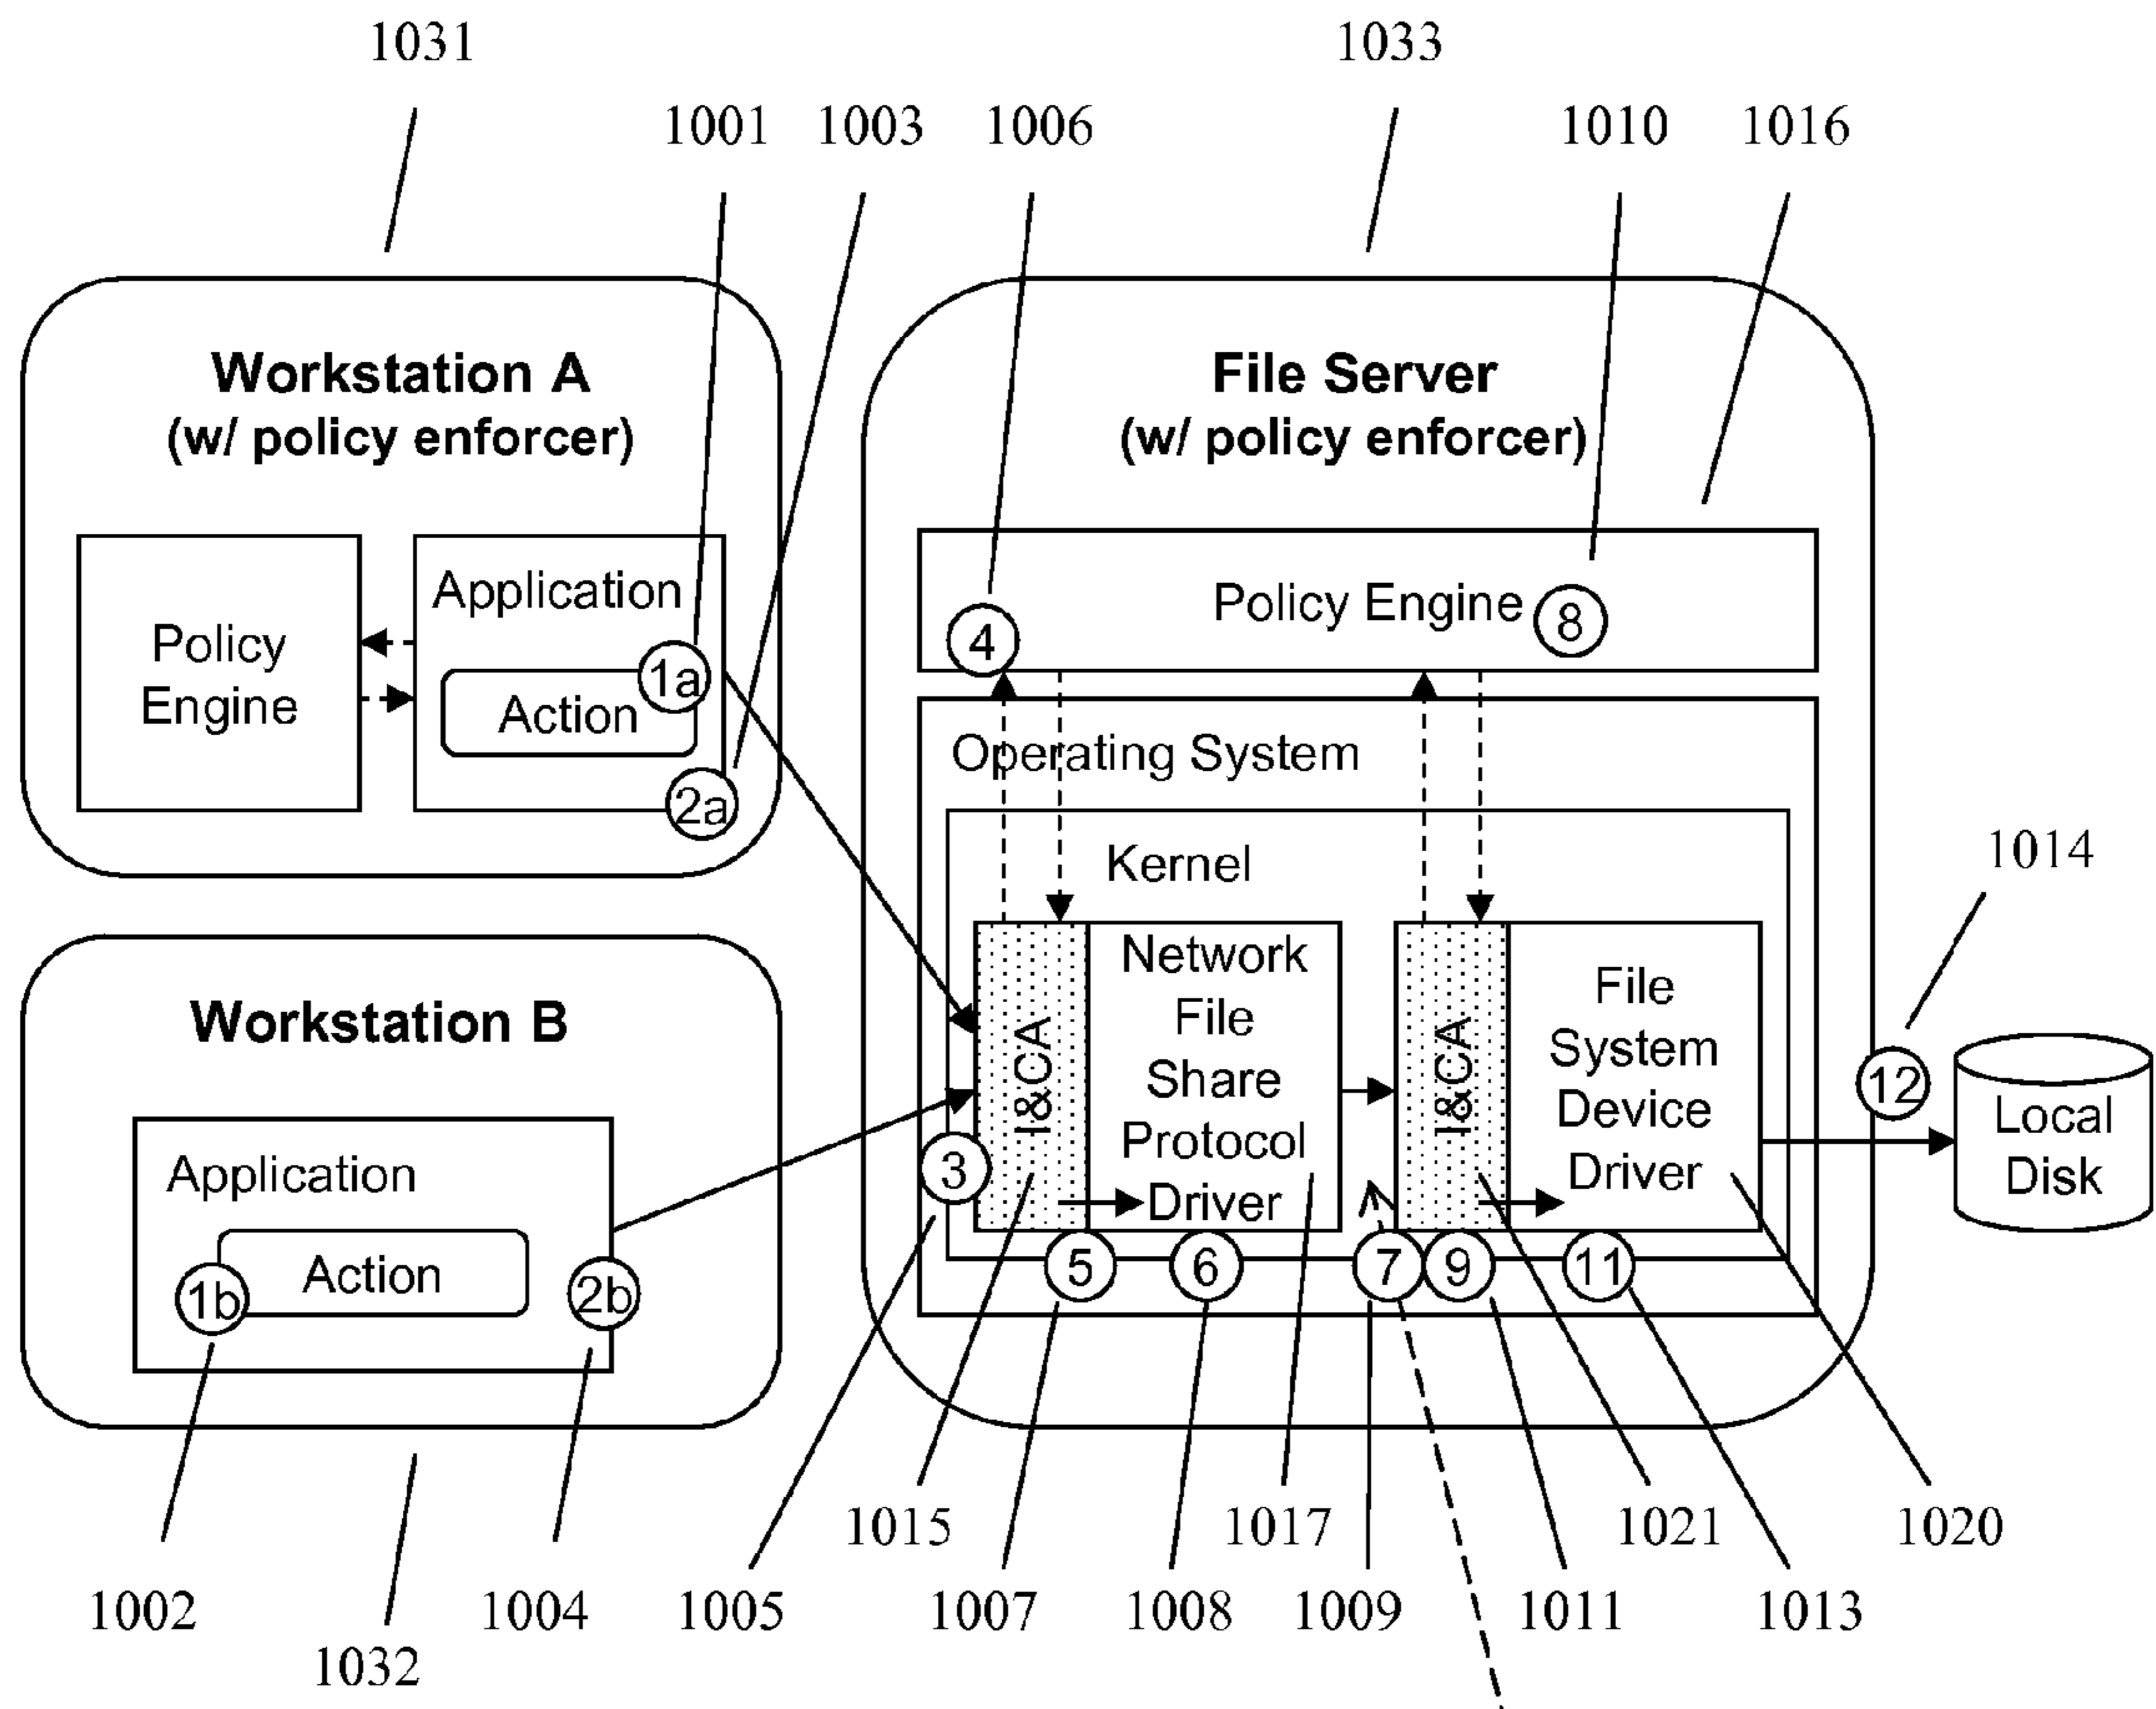 1031
1033
1001
1003
1006
1010
1016
Workstation A
(w/ policy enforcer)
Policy
Engine
Application
1a
Action
2a
File Server
(w/ policy enforcer)
4
Policy Engine
8
Operating System
Kernel
I&CA
Network
File
Share
Protocol
Driver
I&CA
File
System
Device
Driver
1014
12
Local
Disk
3
5
6
7
9
11
Workstation B
Application
1b
Action
2b
1015
1017
1021
1020
1002
1004
1005
1007
1008
1009
1011
1013
1032